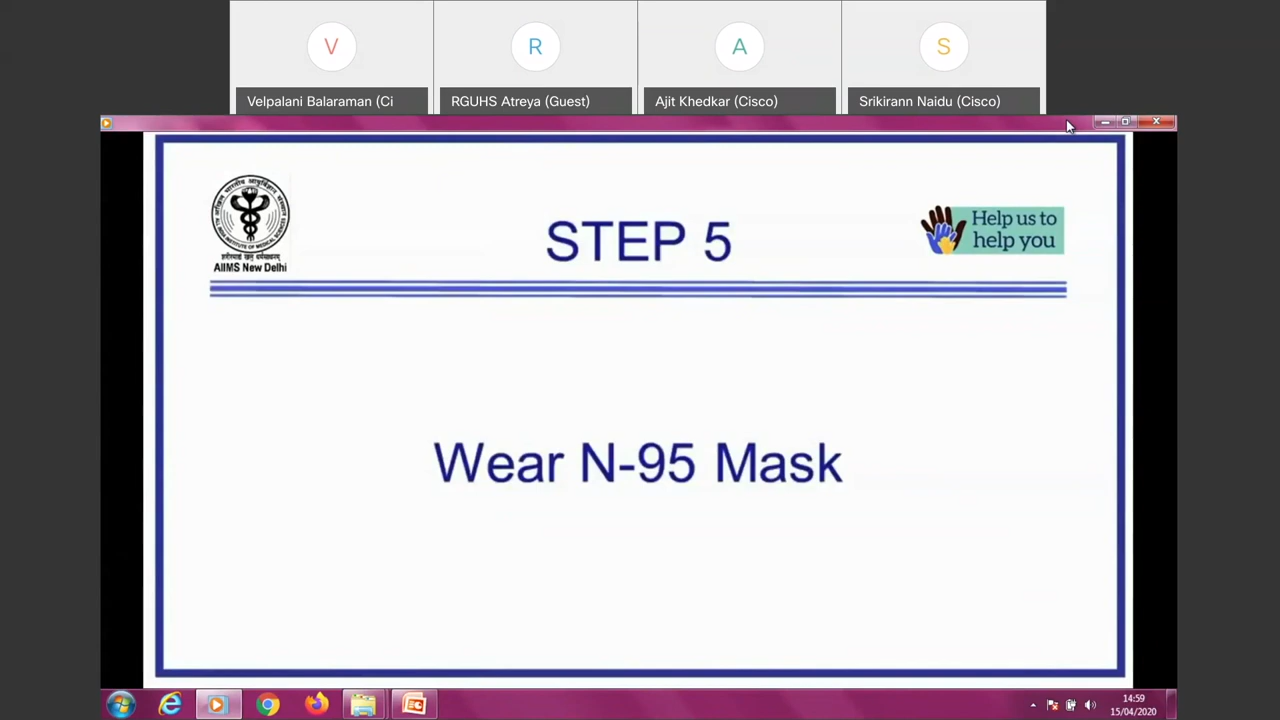 V
R
A
S
Velpalani Balaraman (Ci
RGUHS Atreya (Guest)
Ajit Khedkar (Cisco)
Srikirann Naidu (Cisco)
AIIMS New Delhi
STEP 5
Help us to
help you
Wear N-95 Mask
14:59
15/04/2020